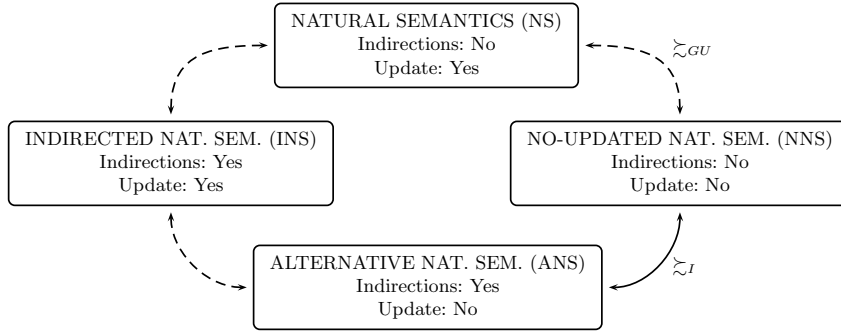 NATURAL SEMANTICS (NS)
Indirections: No
Update: Yes
≿GU
INDIRECTED NAT. SEM. (INS)
Indirections: Yes
Update: Yes
NO-UPDATED NAT. SEM. (NNS)
Indirections: No
Update: No
ALTERNATIVE NAT. SEM. (ANS)
Indirections: Yes
Update: No
≿I